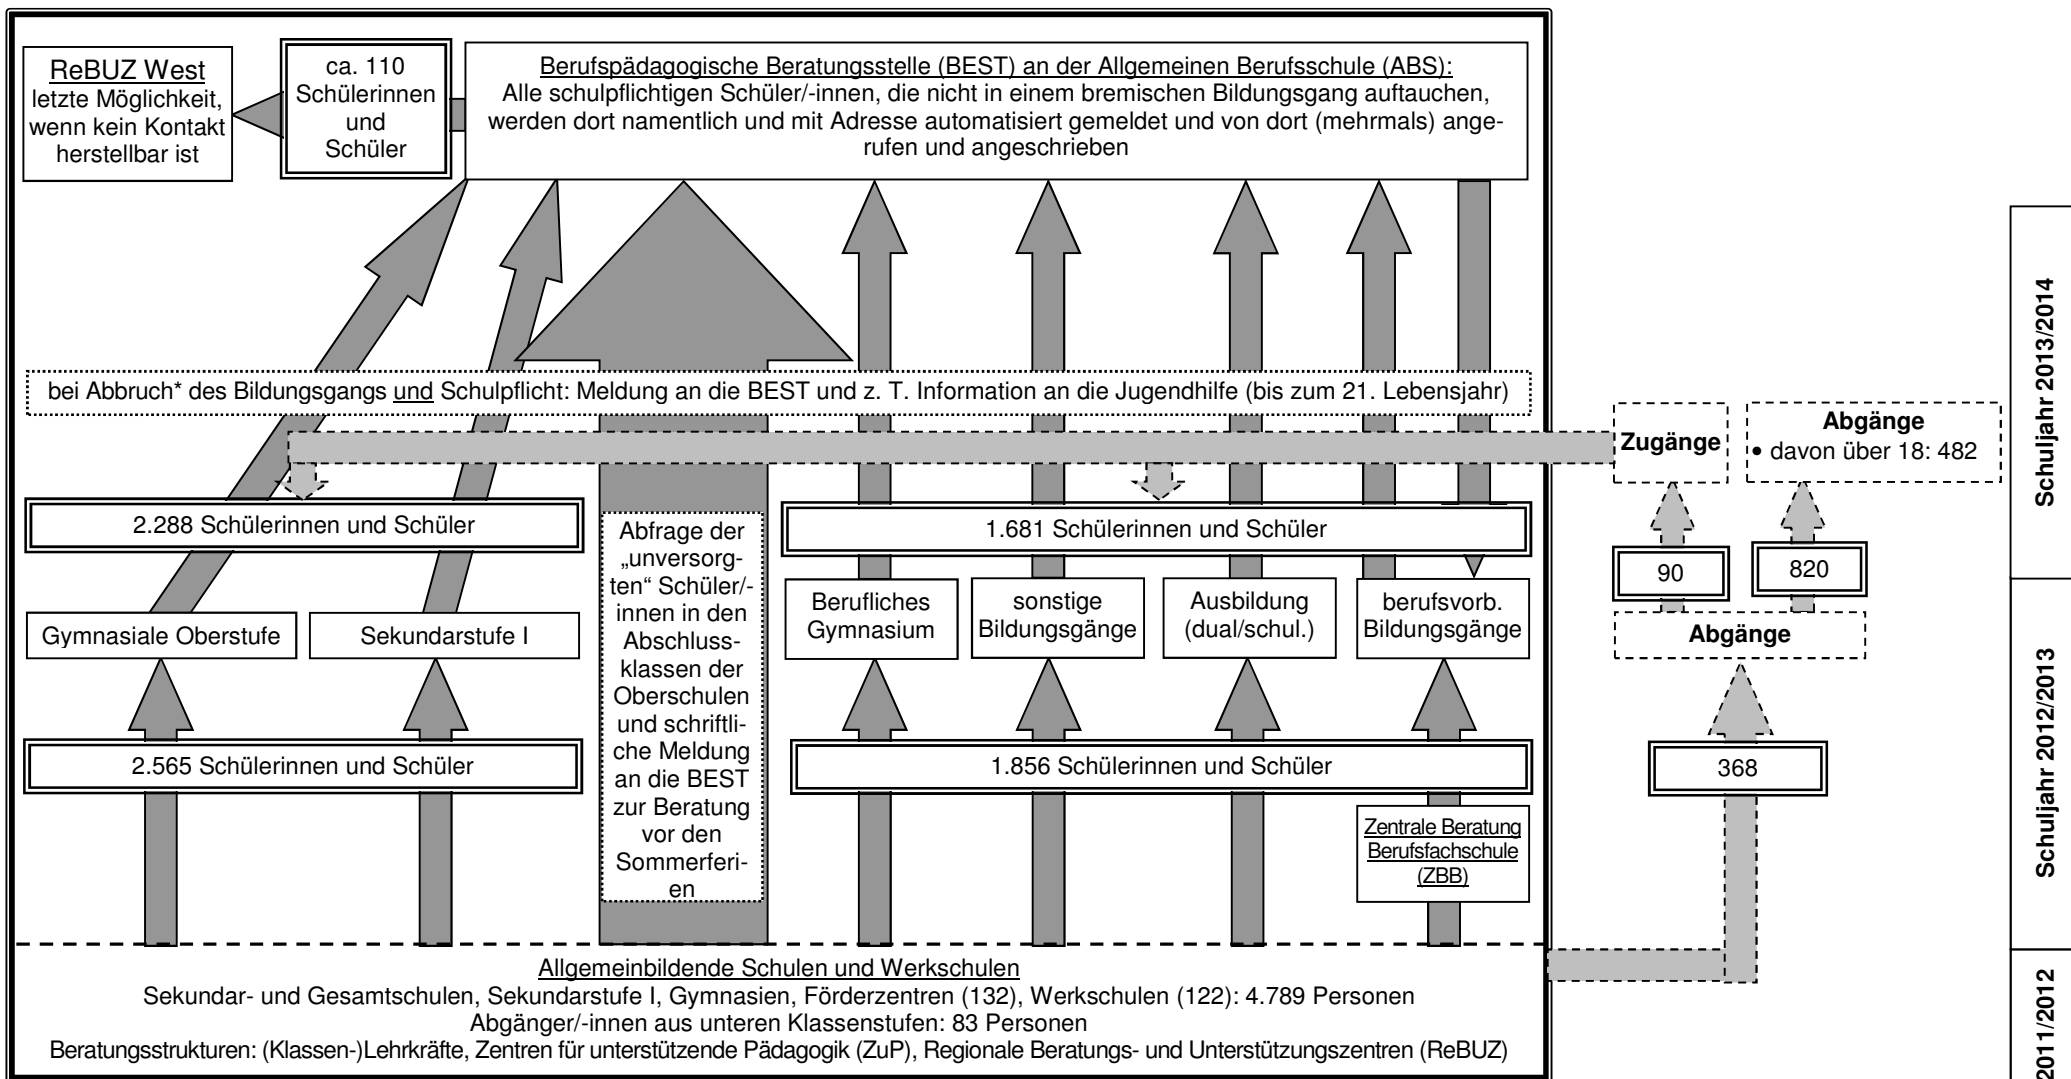 ReBUZ West
letzte Möglichkeit,
wenn kein Kontakt
herstellbar ist
ca. 110
Schülerinnen
und
Schüler
Berufspädagogische Beratungsstelle (BEST) an der Allgemeinen Berufsschule (ABS):
Alle schulpflichtigen Schüler/-innen, die nicht in einem bremischen Bildungsgang auftauchen,
werden dort namentlich und mit Adresse automatisiert gemeldet und von dort (mehrmals) ange-
rufen und angeschrieben
bei Abbruch* des Bildungsgangs und Schulpflicht: Meldung an die BEST und z. T. Information an die Jugendhilfe (bis zum 21. Lebensjahr)
Zugänge
Abgänge
• davon über 18: 482
Schuljahr 2013/2014
2.288 Schülerinnen und Schüler
Abfrage der
„unversorg-
ten“ Schüler/-
innen in den
Abschluss-
klassen der
Oberschulen
und schriftli-
che Meldung
an die BEST
zur Beratung
vor den
Sommerferi-
en
1.681 Schülerinnen und Schüler
90
820
Gymnasiale Oberstufe
Sekundarstufe I
Berufliches
Gymnasium
sonstige
Bildungsgänge
Ausbildung
(dual/schul.)
berufsvorb.
Bildungsgänge
Abgänge
Schuljahr 2012/2013
2.565 Schülerinnen und Schüler
1.856 Schülerinnen und Schüler
368
Zentrale Beratung
Berufsfachschule
(ZBB)
Allgemeinbildende Schulen und Werkschulen
Sekundar- und Gesamtschulen, Sekundarstufe I, Gymnasien, Förderzentren (132), Werkschulen (122): 4.789 Personen
Abgänger/-innen aus unteren Klassenstufen: 83 Personen
Beratungsstrukturen: (Klassen-)Lehrkräfte, Zentren für unterstützende Pädagogik (ZuP), Regionale Beratungs- und Unterstützungszentren (ReBUZ)
2011/2012